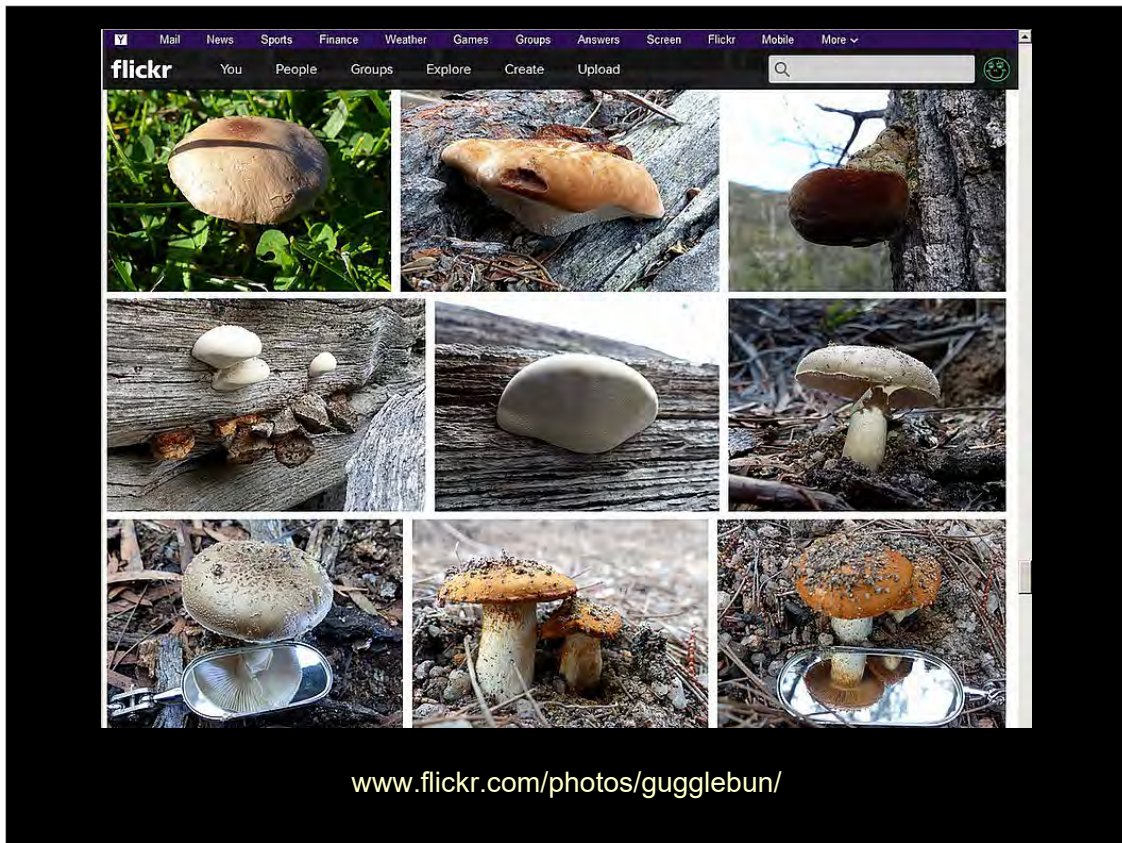 Y Mail News Sports Finance Weather Games Groups Answers Screen Flickr Mobile More
flickr You People Groups Explore Create Upload
www.flickr.com/photos/gugglebun/